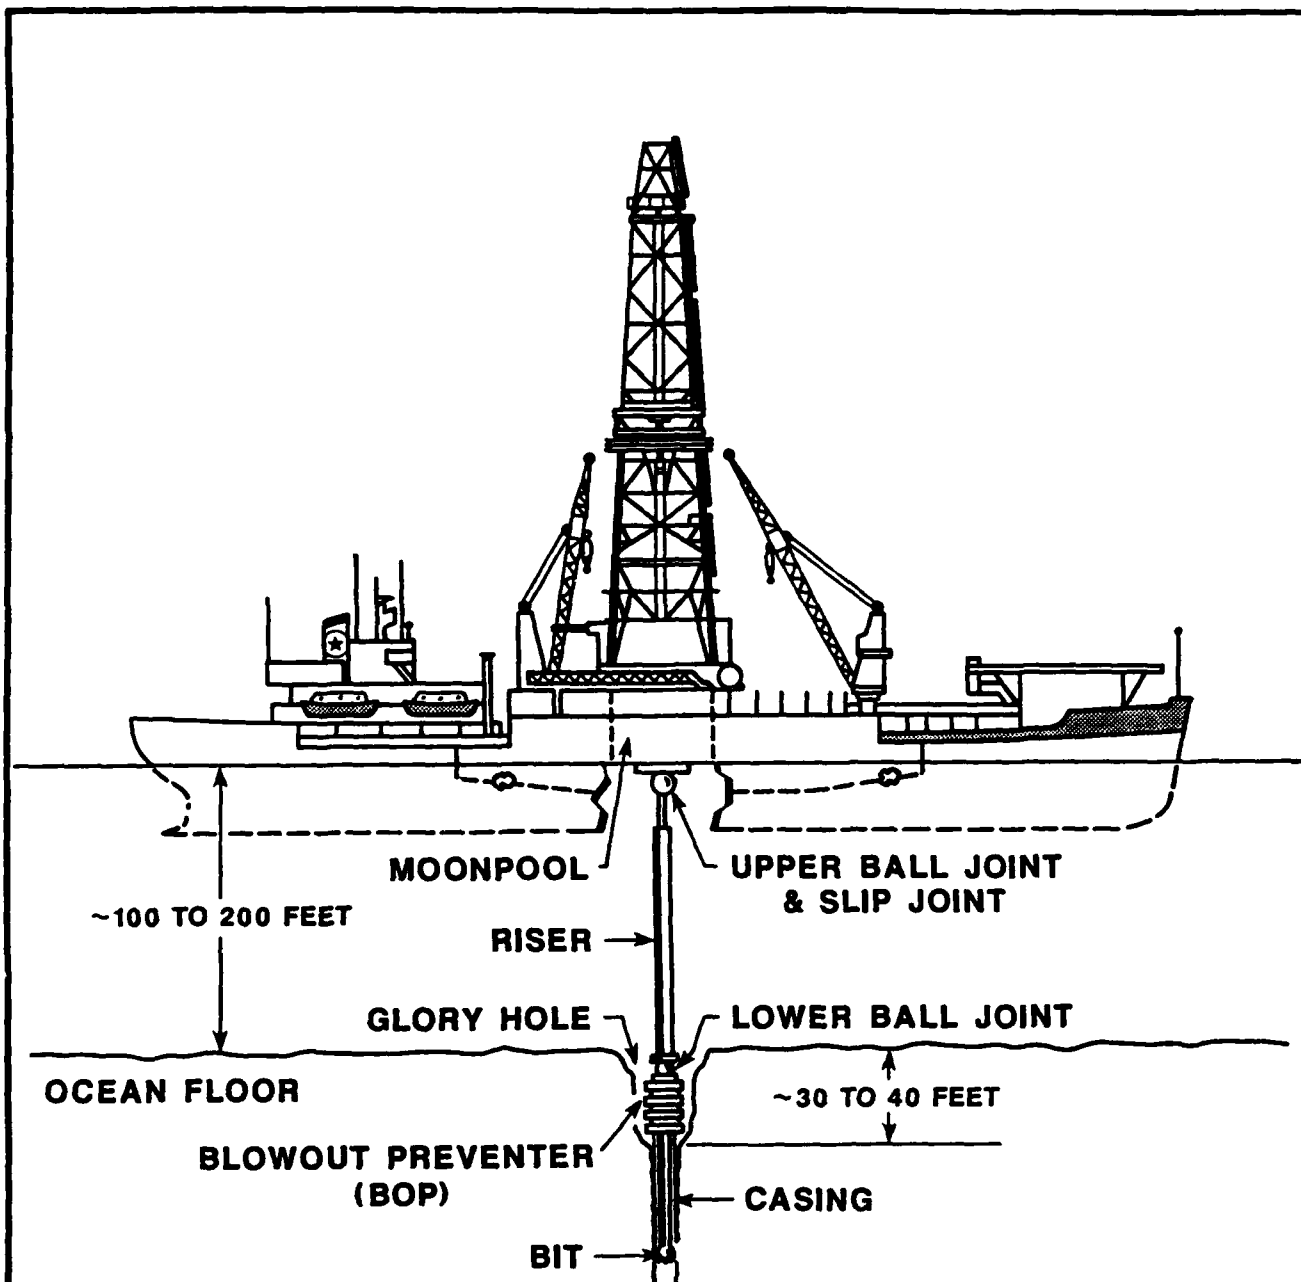 MOONPOOL
UPPER BALL JOINT
& SLIP JOINT
~100 TO 200 FEET
RISER
GLORY HOLE
LOWER BALL JOINT
OCEAN FLOOR
~30 TO 40 FEET
BLOWOUT PREVENTER
(BOP)
CASING
BIT